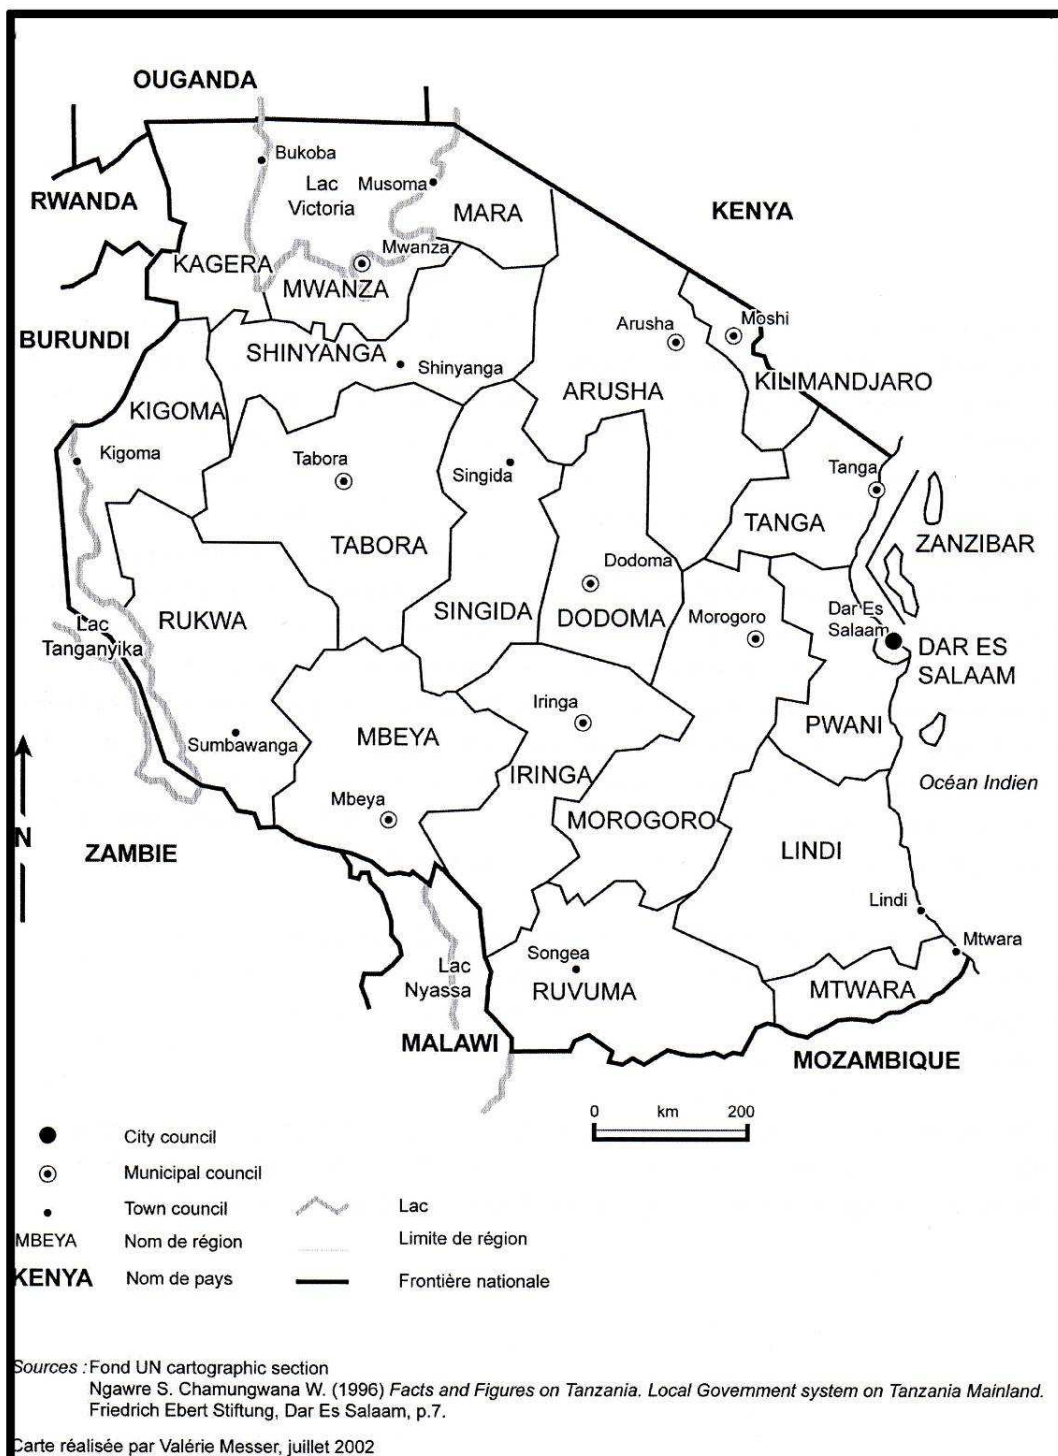 OUGANDA
Bukoba
Lac
Victoria
Musoma
RWANDA
MARA
KENYA
Mwanza
KAGERA
MWANZA
BURUNDI
SHINYANGA
Shinyanga
Arusha
Moshi
KILIMANDJARO
ARUSHA
KIGOMA
Kigoma
Tabora
Singida
Tanga
TANGA
ZANZIBAR
TABORA
Dodoma
RUKWA
SINGIDA
DODOMA
Morogoro
Dar Es
Salaam
DAR ES
SALAAM
Lac
Tanganyika
Sumbawanga
MBEYA
Iringa
PWANI
IRINGA
Océan Indien
Mbeya
MOROGORO
N
ZAMBIE
LINDI
Lindi
Mtwara
Songea
Lac
Nyassa
RUVUMA
MTWARA
MALAWI
MOZAMBIQUE
0 km 200
City council
Municipal council
Town council
Lac
MBEYA Nom de région
Limite de région
KENYA Nom de pays
Frontière nationale
Sources : Fond UN cartographic section
Ngawre S. Chamungwana W. (1996) Facts and Figures on Tanzania. Local Government system on Tanzania Mainland.
Friedrich Ebert Stiftung, Dar Es Salaam, p.7.
Carte réalisée par Valérie Messer, juillet 2002